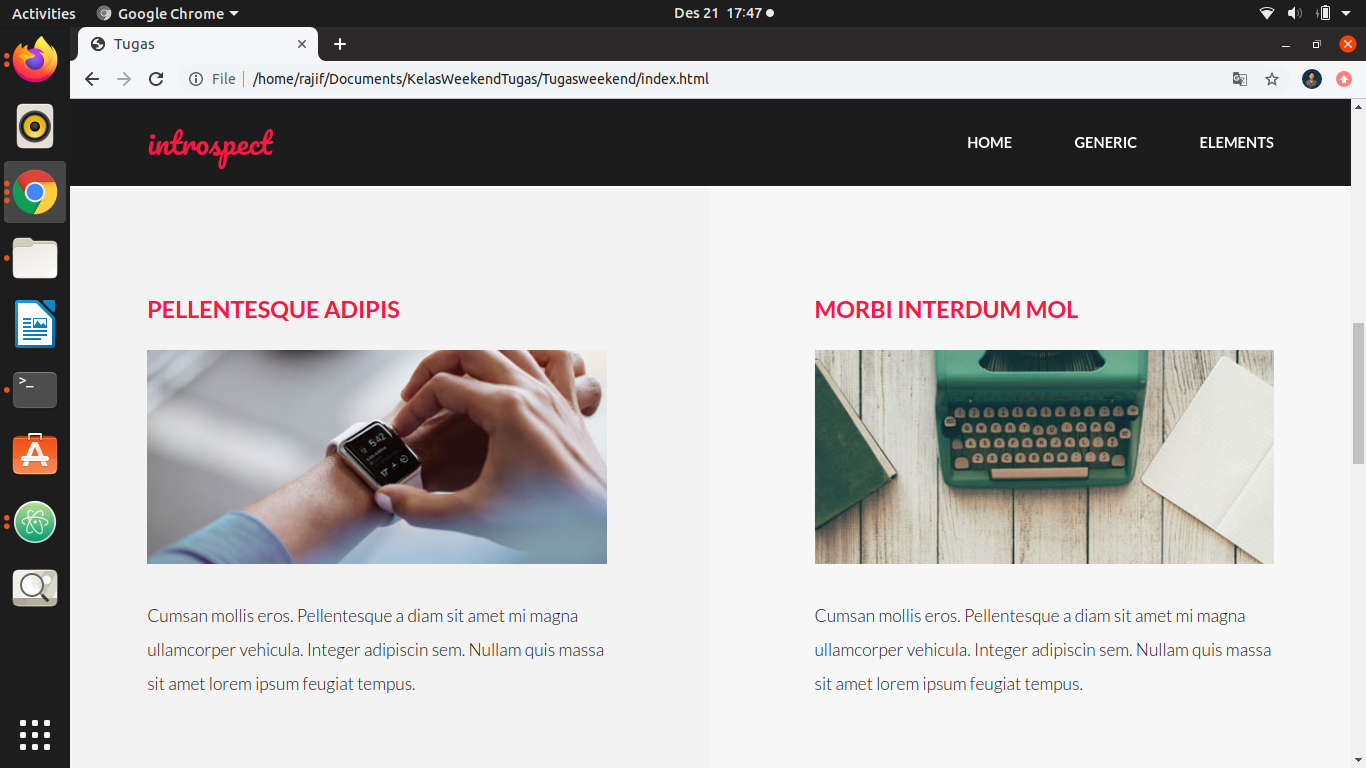 Activities
Google Chrome
Des 21 17:47
Tugas
File
/home/rajif/Documents/KelasWeekendTugas/Tugasweekend/index.html
introspect
HOME
GENERIC
ELEMENTS
PELLENTESQUE ADIPIS
5:42
Cumsan mollis eros. Pellentesque a diam sit amet mi magna
ullamcorper vehicula. Integer adipiscin sem. Nullam quis massa
sit amet lorem ipsum feugiat tempus.
MORBI INTERDUM MOL
Cumsan mollis eros. Pellentesque a diam sit amet mi magna
ullamcorper vehicula. Integer adipiscin sem. Nullam quis massa
sit amet lorem ipsum feugiat tempus.
>_